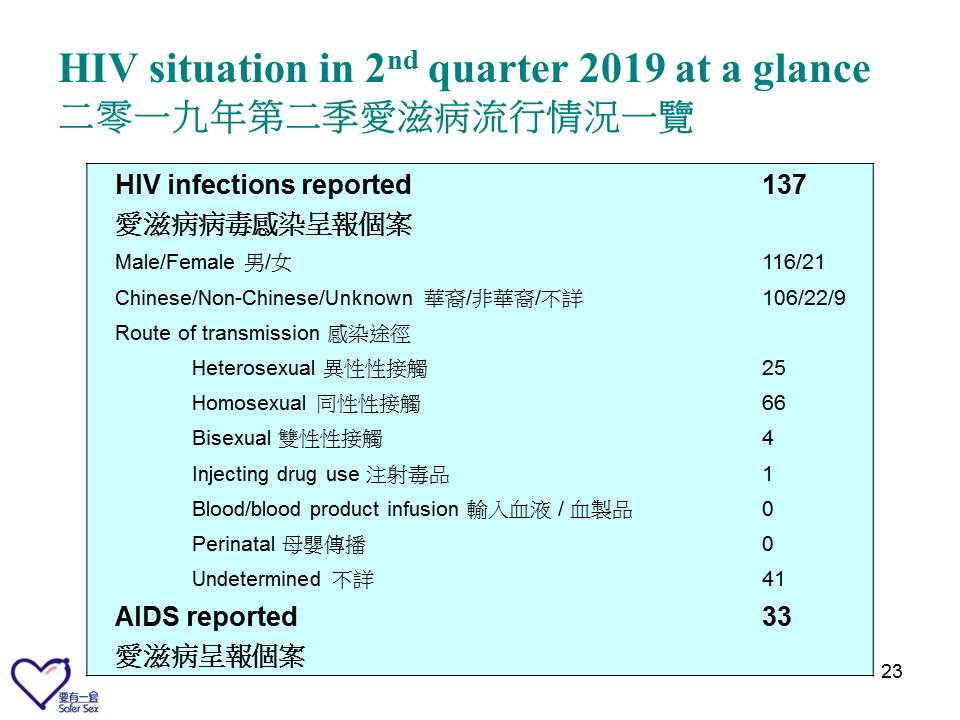 HIV situation in 2nd quarter 2019 at a glance
二零一九年第二季愛滋病流行情況一覽
HIV infections reported 137
愛滋病病毒感染呈報個案
Male/Female 男/女 116/21
Chinese/Non-Chinese/Unknown 華裔/非華裔/不詳 106/22/9
Route of transmission 感染途徑
Heterosexual 異性性接觸 25
Homosexual 同性性接觸 66
Bisexual 雙性性接觸 4
Injecting drug use 注射毒品 1
Blood/blood product infusion 輸入血液 / 血製品 0
Perinatal 母嬰傳播 0
Undetermined 不詳 41
AIDS reported 33
愛滋病呈報個案
要有一套
Safer Sex
23